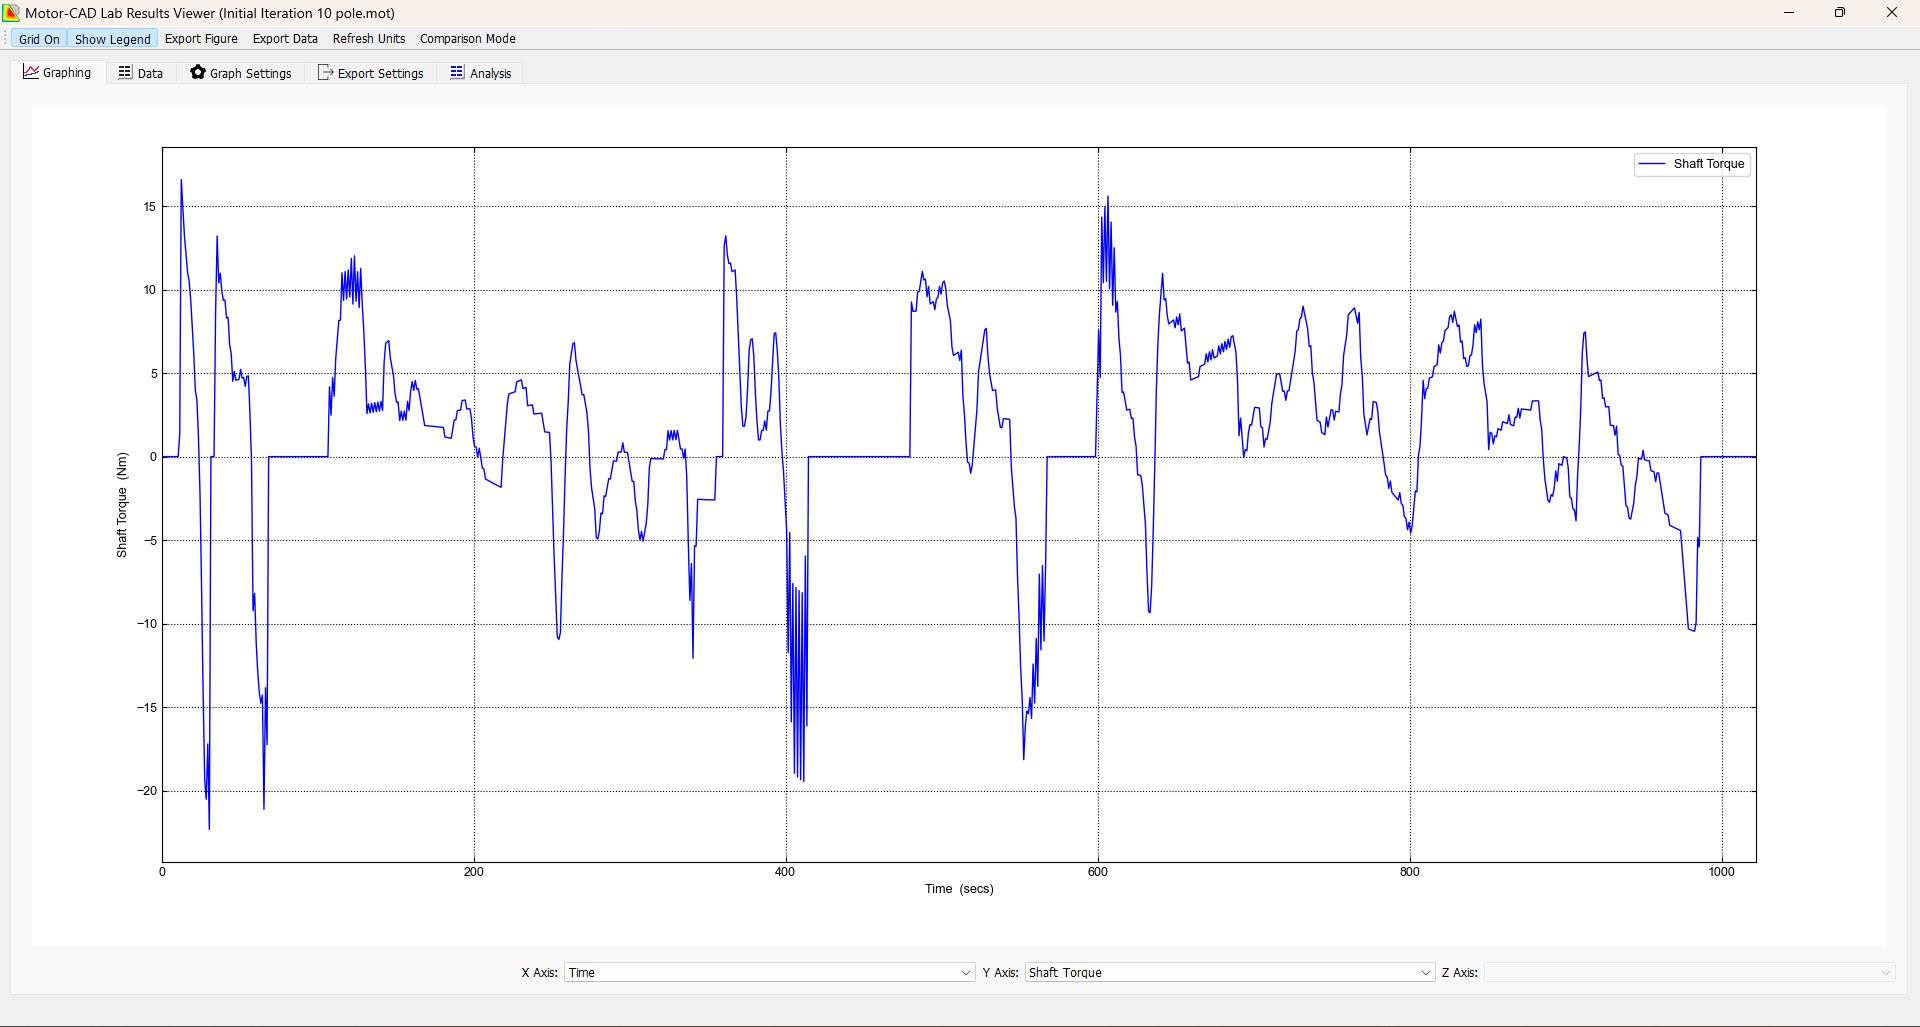 Motor-CAD Lab Results Viewer (Initial Iteration 10 pole.mot)
Grid On Show Legend Export Figure Export Data Refresh Units Comparison Mode
Graphing Data Graph Settings Export Settings Analysis
Shaft Torque
15
10
5
0
−5
−10
−15
−20
Shaft Torque (Nm)
0 200 400 600 800 1000
Time (secs)
X Axis: Time Y Axis: Shaft Torque Z Axis: